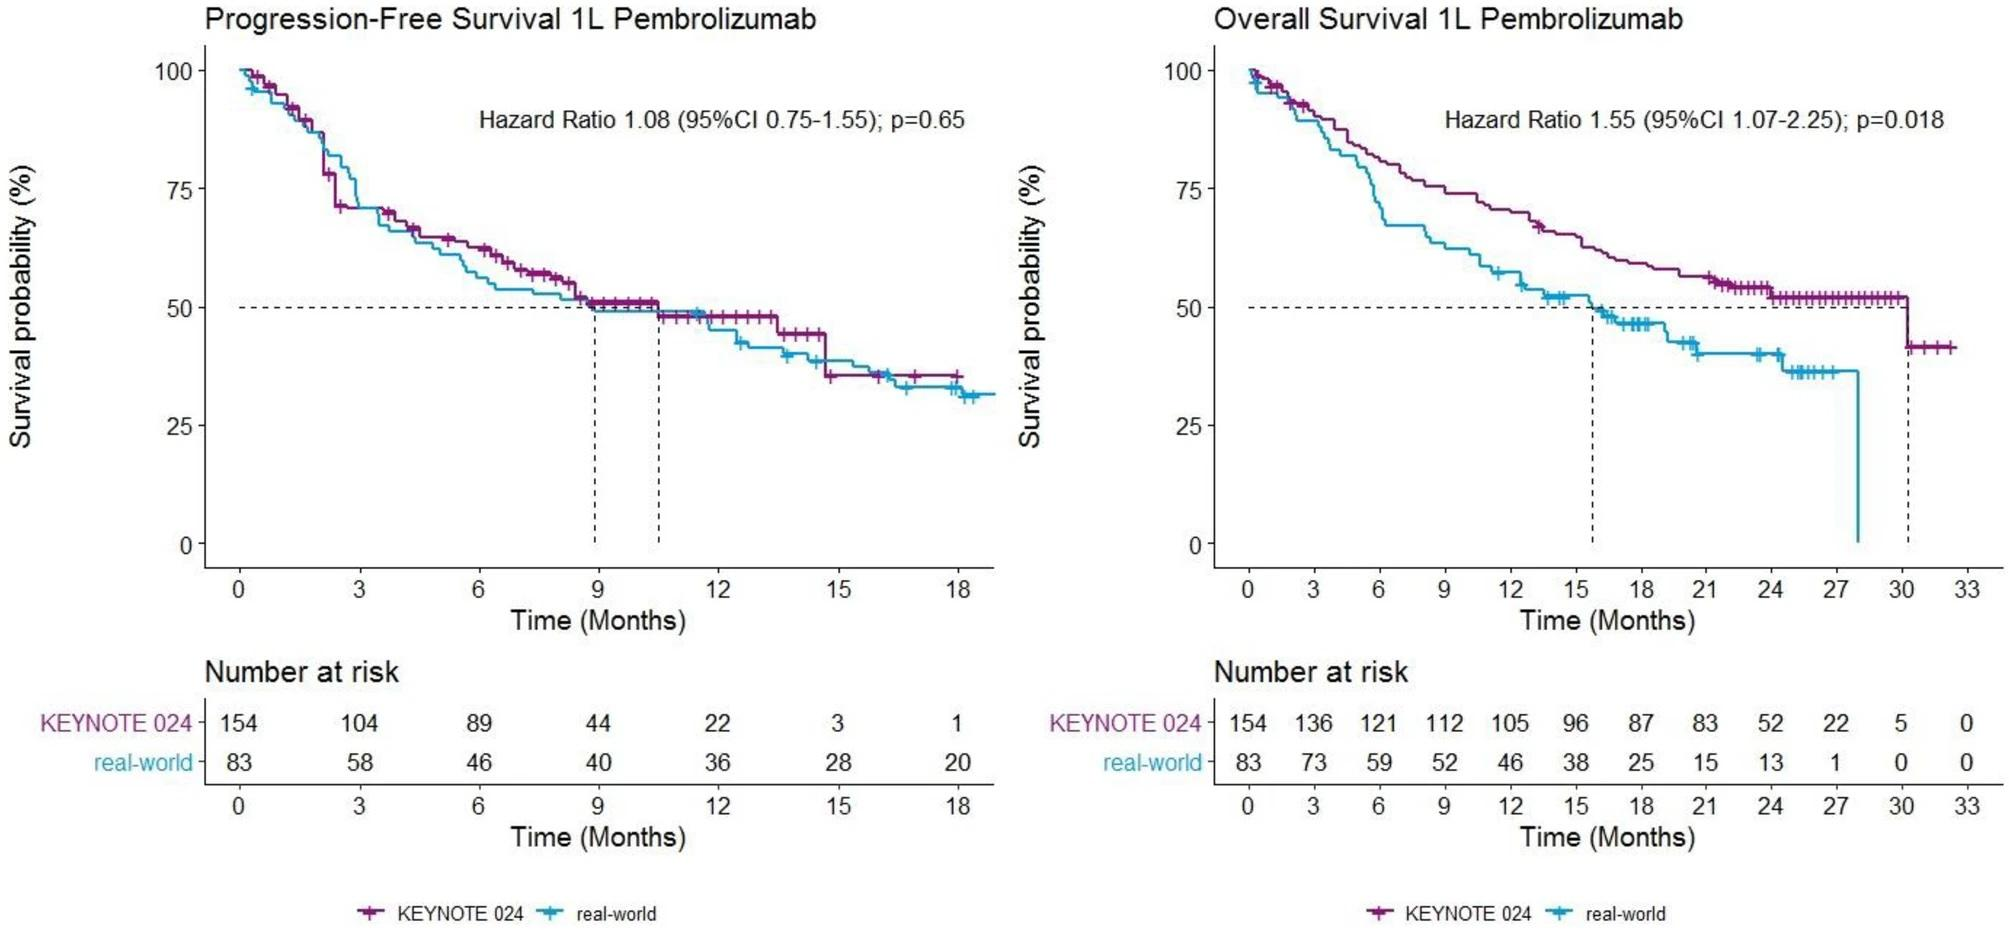 Progression-Free Survival 1L Pembrolizumab
Survival probability (%)
100
75
50
25
0
Hazard Ratio 1.08 (95%CI 0.75-1.55); p=0.65
0 3 6 9 12 15 18
Time (Months)
Number at risk
KEYNOTE 024 154 104 89 44 22 3 1
real-world 83 58 46 40 36 28 20
0 3 6 9 12 15 18
Time (Months)
KEYNOTE 024 real-world
Overall Survival 1L Pembrolizumab
Survival probability (%)
100
75
50
25
0
Hazard Ratio 1.55 (95%CI 1.07-2.25); p=0.018
0 3 6 9 12 15 18 21 24 27 30 33
Time (Months)
Number at risk
KEYNOTE 024 154 136 121 112 105 96 87 83 52 22 5 0
real-world 83 73 59 52 46 38 25 15 13 1 0 0
0 3 6 9 12 15 18 21 24 27 30 33
Time (Months)
KEYNOTE 024 real-world